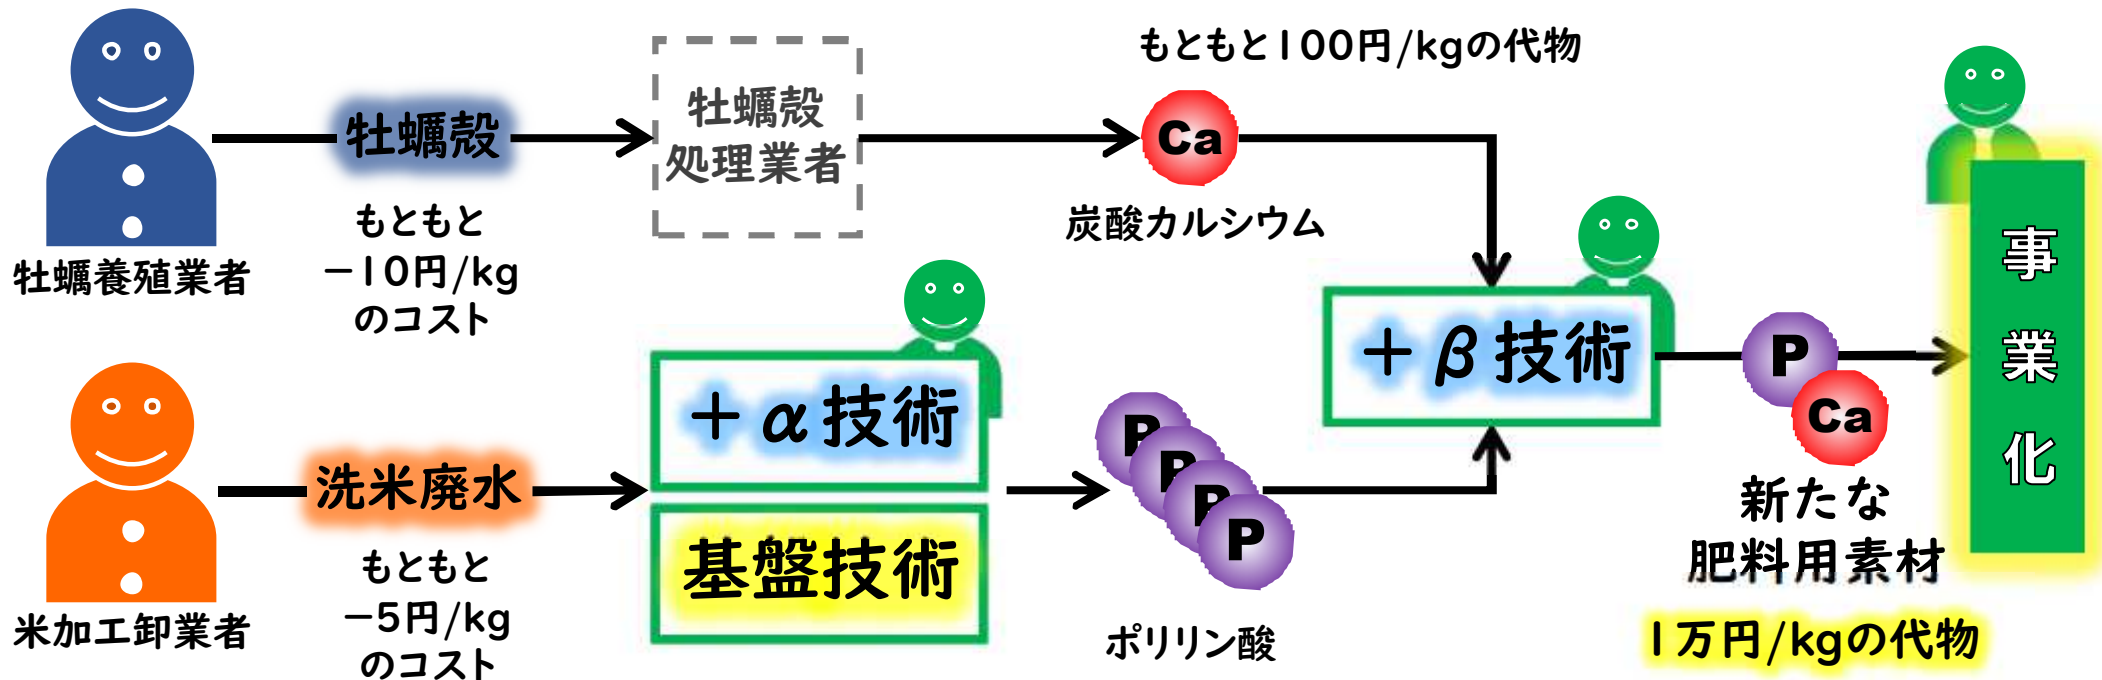 もともと100円/kgの代物
牡蠣殻
牡蠣殻
処理業者
Ca
炭酸カルシウム
牡蠣養殖業者
もともと
－10円/kg
のコスト
＋α技術
基盤技術
＋β技術
P
Ca
事業化
洗米廃水
もともと
－5円/kg
のコスト
米加工卸業者
P
P
P
P
ポリリン酸
新たな
肥料用素材
1万円/kgの代物